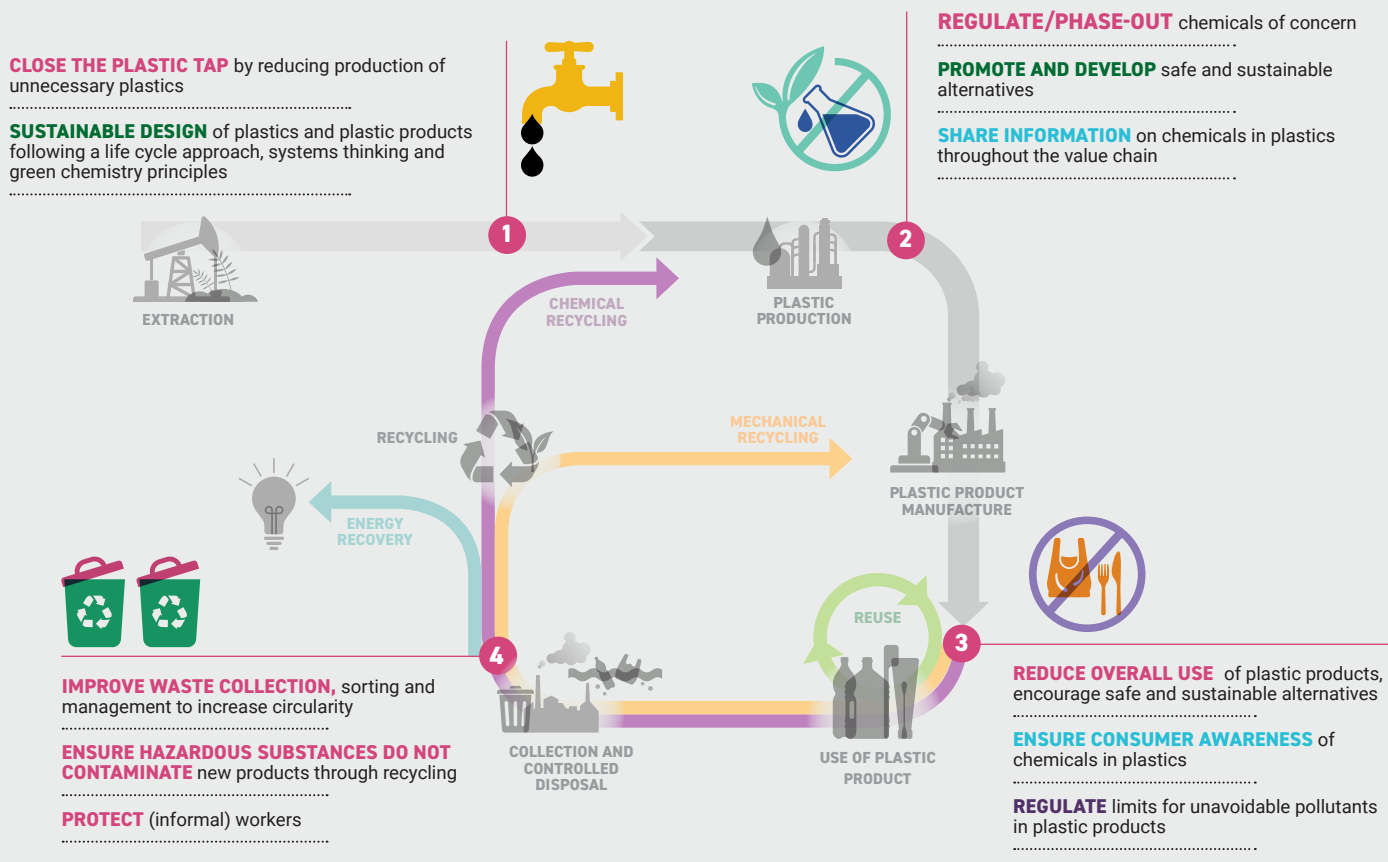 CLOSE THE PLASTIC TAP by reducing production of
unnecessary plastics
SUSTAINABLE DESIGN of plastics and plastic products
following a life cycle approach, systems thinking and
green chemistry principles
REGULATE/PHASE-OUT chemicals of concern
PROMOTE AND DEVELOP safe and sustainable
alternatives
SHARE INFORMATION on chemicals in plastics
throughout the value chain
1
2
EXTRACTION
CHEMICAL
RECYCLING
PLASTIC
PRODUCTION
RECYCLING
MECHANICAL
RECYCLING
PLASTIC PRODUCT
MANUFACTURE
ENERGY
RECOVERY
REUSE
3
4
IMPROVE WASTE COLLECTION, sorting and
management to increase circularity
ENSURE HAZARDOUS SUBSTANCES DO NOT
CONTAMINATE new products through recycling
PROTECT (informal) workers
COLLECTION AND
CONTROLLED
DISPOSAL
USE OF PLASTIC
PRODUCT
REDUCE OVERALL USE of plastic products,
encourage safe and sustainable alternatives
ENSURE CONSUMER AWARENESS of
chemicals in plastics
REGULATE limits for unavoidable pollutants
in plastic products